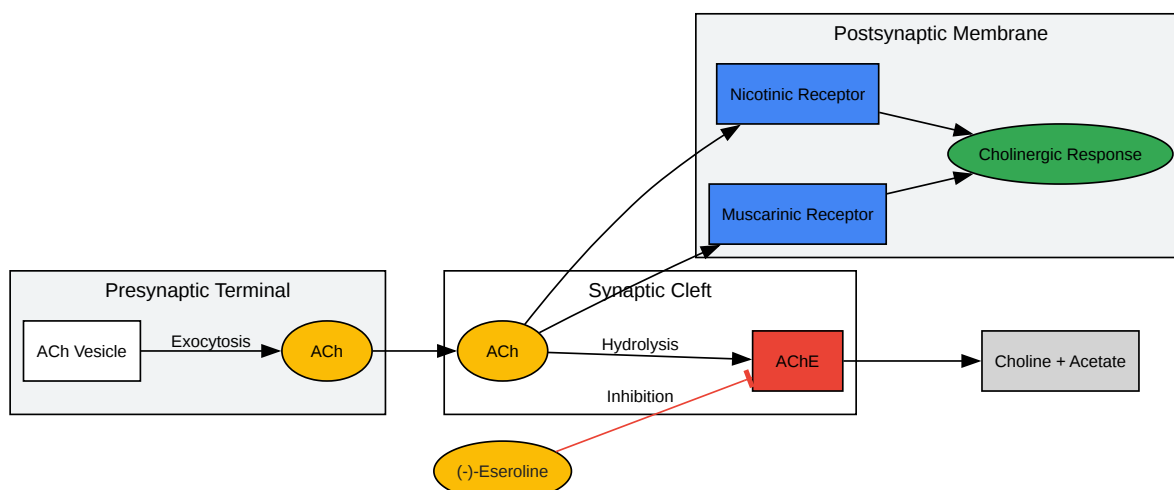 Postsynaptic Membrane
Nicotinic Receptor
Cholinergic Response
Muscarinic Receptor
Presynaptic Terminal
ACh Vesicle
Exocytosis
ACh
Synaptic Cleft
ACh
Hydrolysis
Inhibition
AChE
Choline + Acetate
(-)-Eseroline